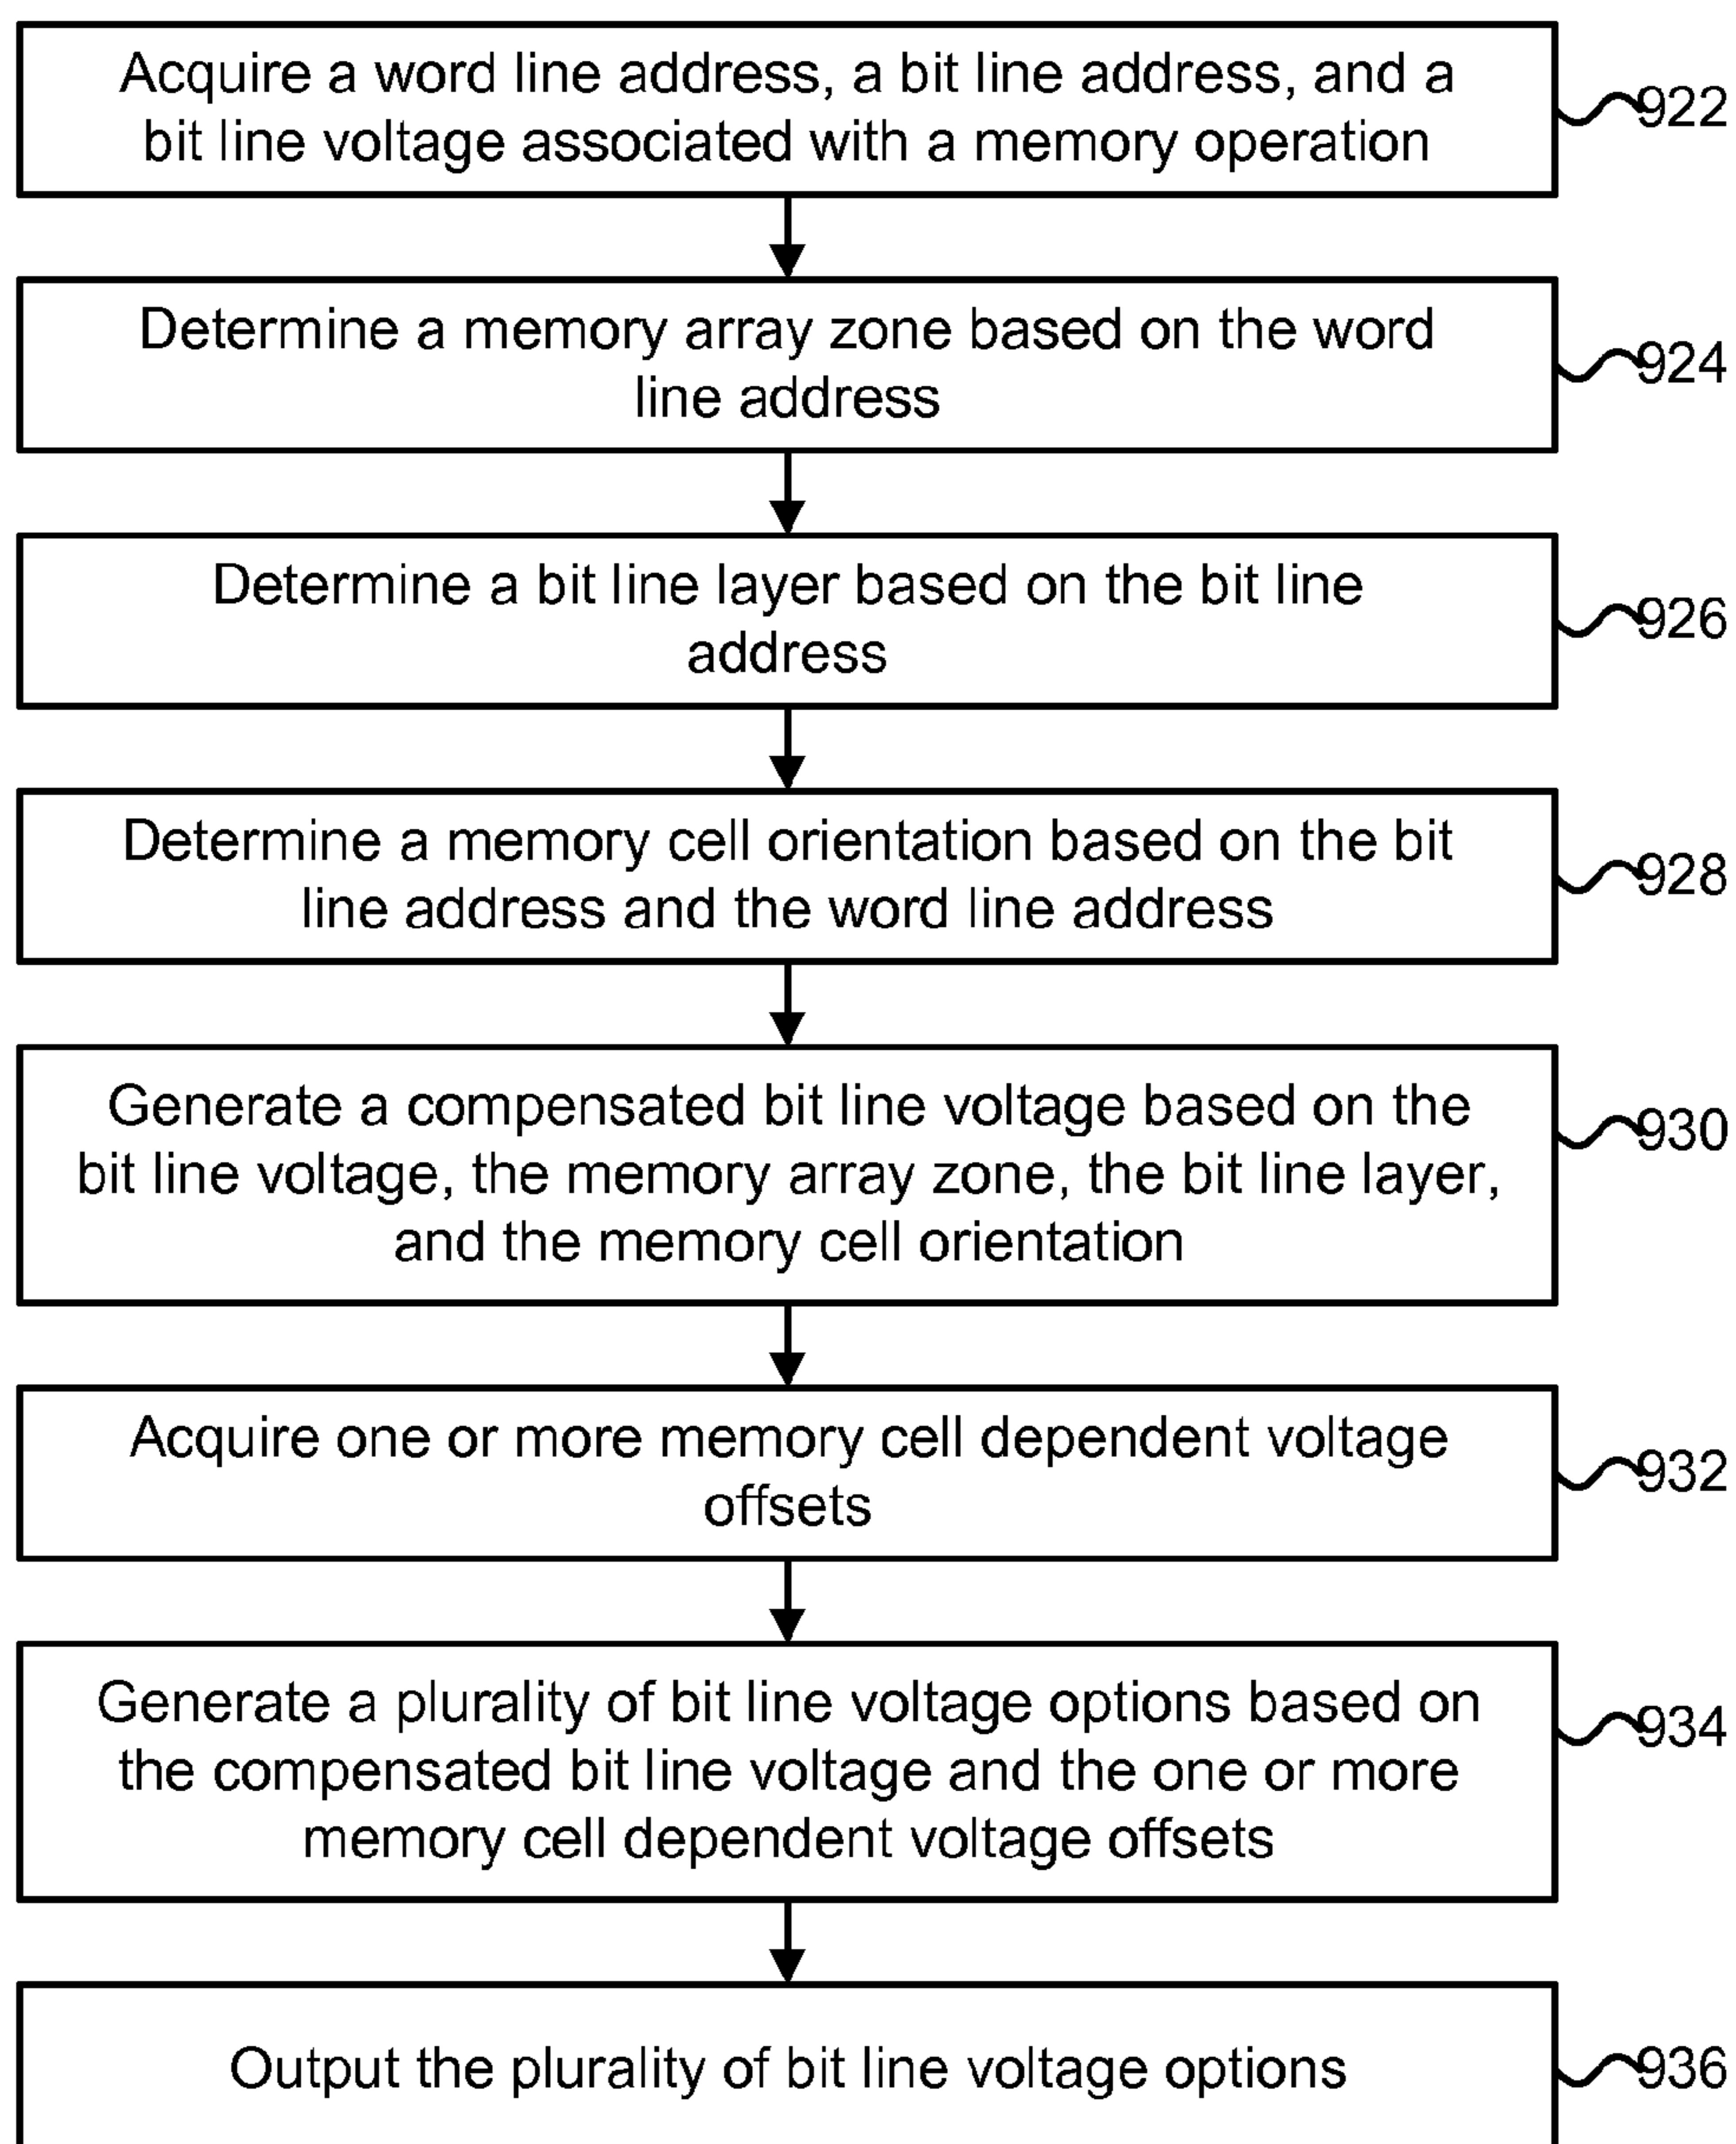 Acquire a word line address, a bit line address, and a
bit line voltage associated with a memory operation
922
Determine a memory array zone based on the word
line address
924
Determine a bit line layer based on the bit line
address
926
Determine a memory cell orientation based on the bit
line address and the word line address
928
Generate a compensated bit line voltage based on the
bit line voltage, the memory array zone, the bit line layer,
and the memory cell orientation
930
Acquire one or more memory cell dependent voltage
offsets
932
Generate a plurality of bit line voltage options based on
the compensated bit line voltage and the one or more
memory cell dependent voltage offsets
934
Output the plurality of bit line voltage options
936